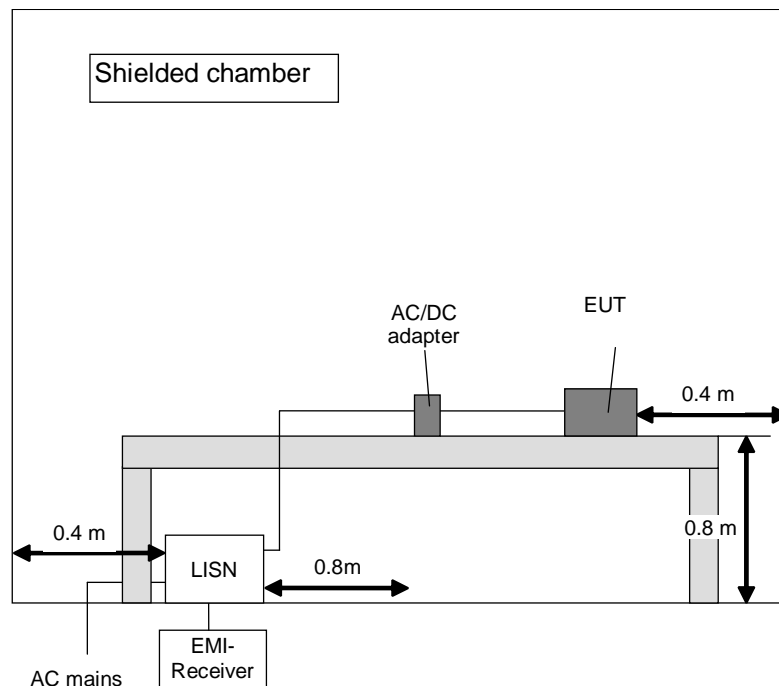 Shielded chamber
EUT
AC/DC
adapter
0.4 m
0.4 m
0.8 m
LISN
0.8m
EMI-
Receiver
AC mains